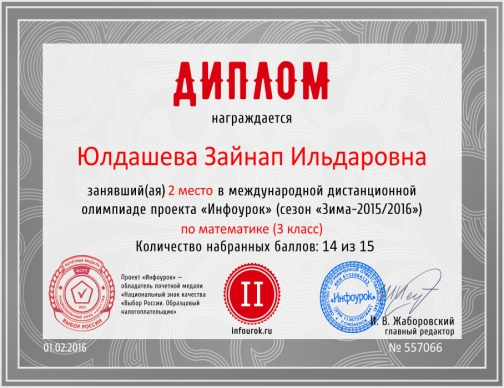 ДИПЛОМ
награждается
Юлдашева Зайнап Ильдаровна
занявший(ая) 2 место в международной дистанционной
олимпиаде проекта «Инфоурок» (сезон «Зима-2015/2016»)
по математике (3 класс)
Количество набранных баллов: 14 из 15
Проект «Инфоурок» —
обладатель почетной медали
«Национальный знак качества
«Выбор России. Образцовый
налогоплательщик»
ВЫБОР РОССИИ
II
infourok.ru
«Инфоурок»
И. В. Жаборовский
главный редактор
01.02.2016
№ 557066